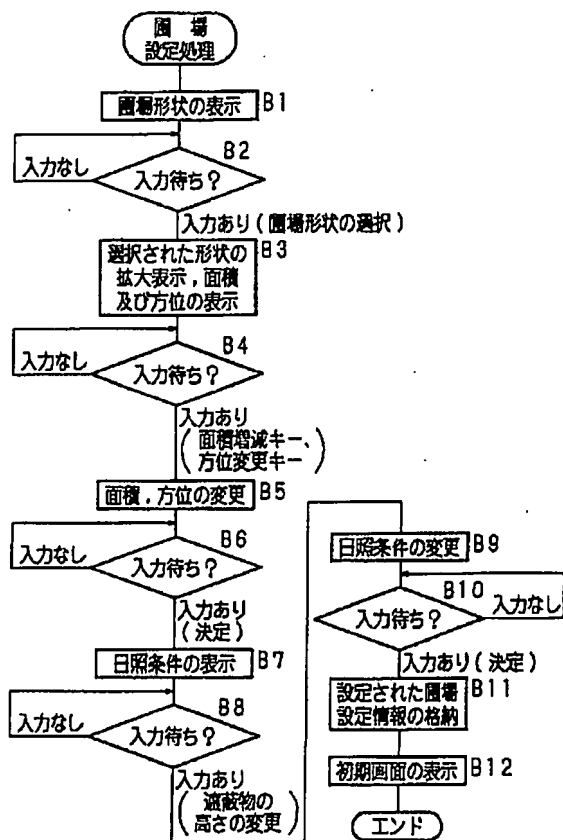 圃場
設定処理
圃場形状の表示 B1
B2
入力なし
入力待ち?
入力あり(圃場形状の選択)
選択された形状の B3
拡大表示,面積
及び方位の表示
B4
入力なし
入力待ち?
入力あり
(面積増減キー、
方位変更キー)
面積,方位の変更 B5
B6
入力なし
入力待ち?
入力あり
(決定)
日照条件の表示 B7
B8
入力なし
入力待ち?
入力あり
(遮蔽物の
高さの変更)
日照条件の変更 B9
B10
入力なし
入力待ち?
入力あり(決定)
設定された圃場 B11
設定情報の格納
初期画面の表示 B12
エンド